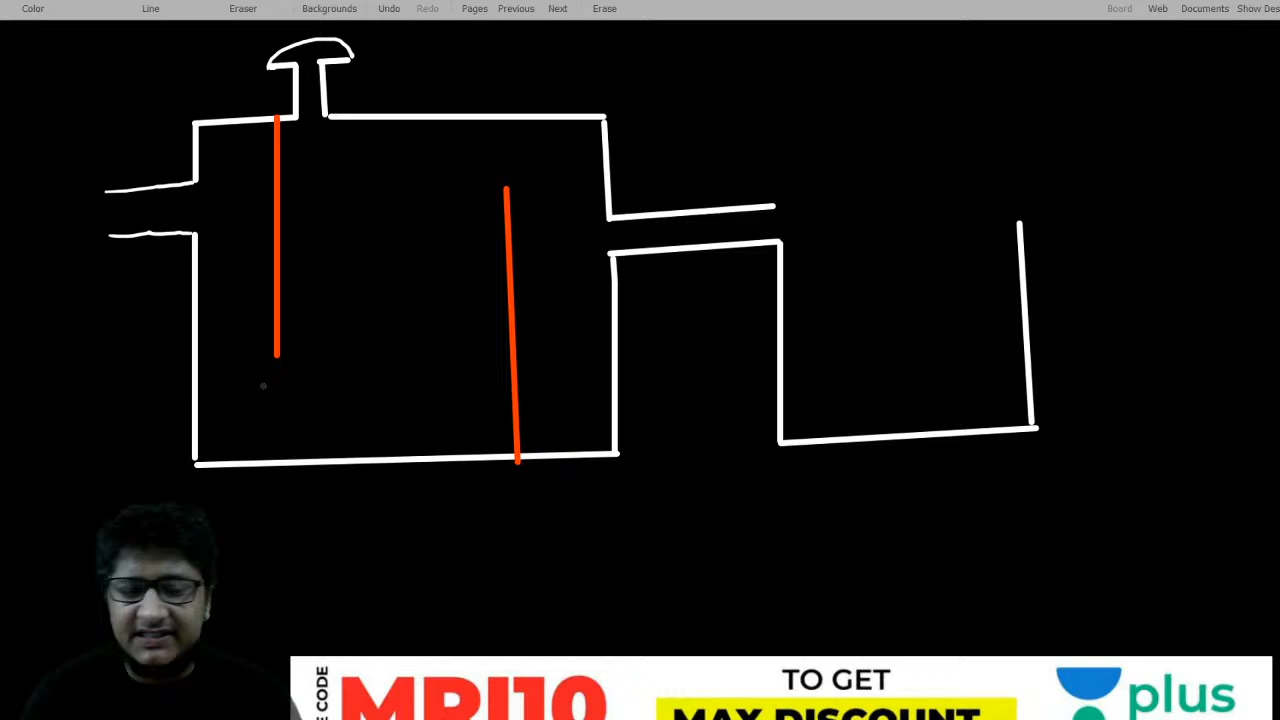 Color Line Eraser Backgrounds Undo Redo Pages Previous Next Erase Board Web Documents Show Des
E CODE
MRI10
TO GET
MAX DISCOUNT
plus